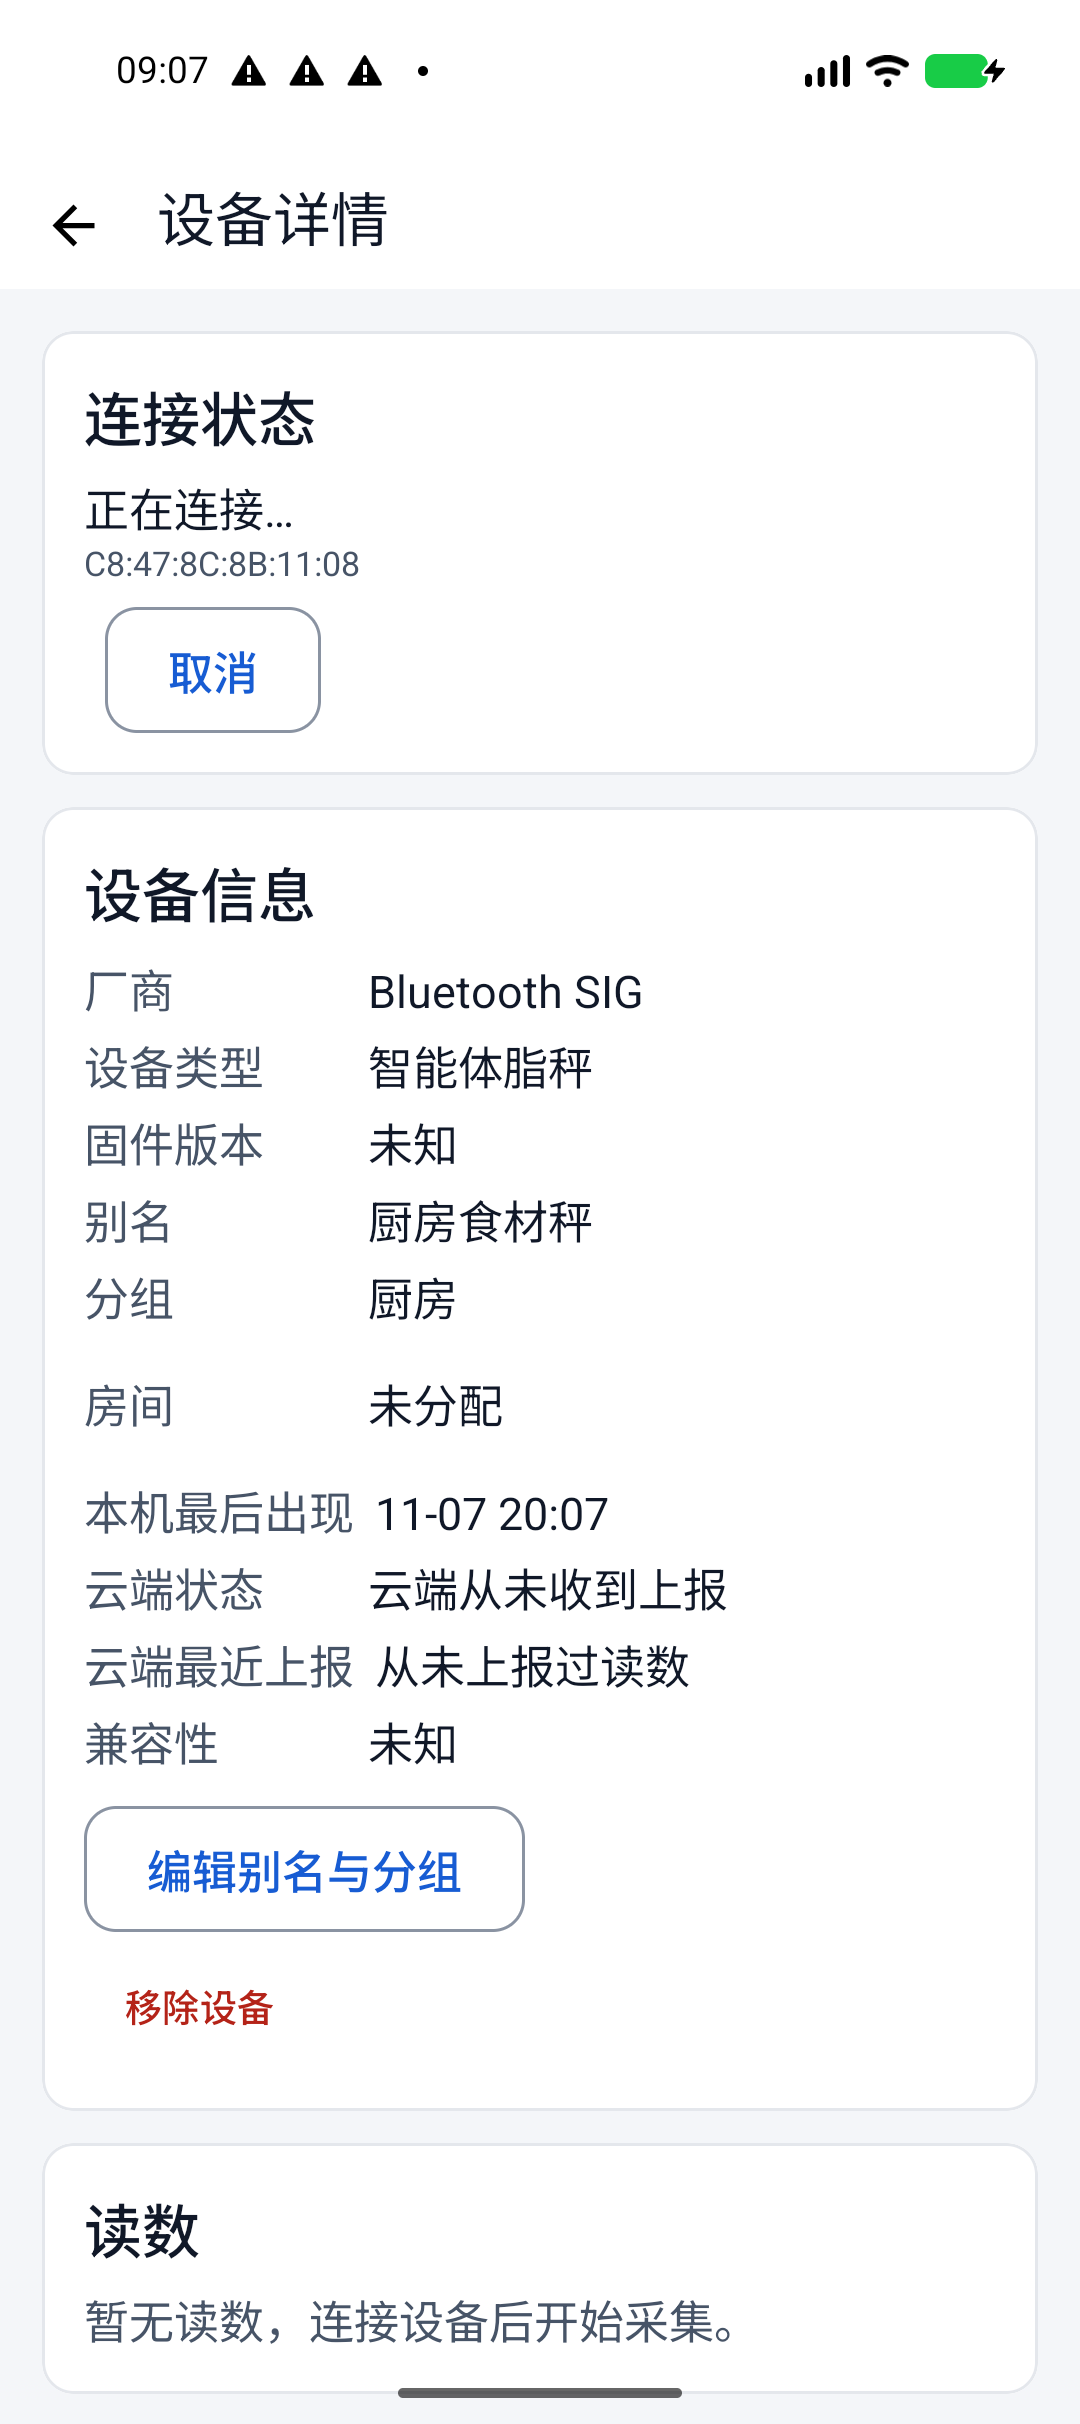 09:07
设备详情
连接状态
正在连接...
C8:47:8C:8B:11:08
取消
设备信息
厂商 Bluetooth SIG
设备类型 智能体脂秤
固件版本 未知
别名 厨房食材秤
分组 厨房
房间 未分配
本机最后出现 11-07 20:07
云端状态 云端从未收到上报
云端最近上报 从未上报过读数
兼容性 未知
编辑别名与分组
移除设备
读数
暂无读数，连接设备后开始采集。